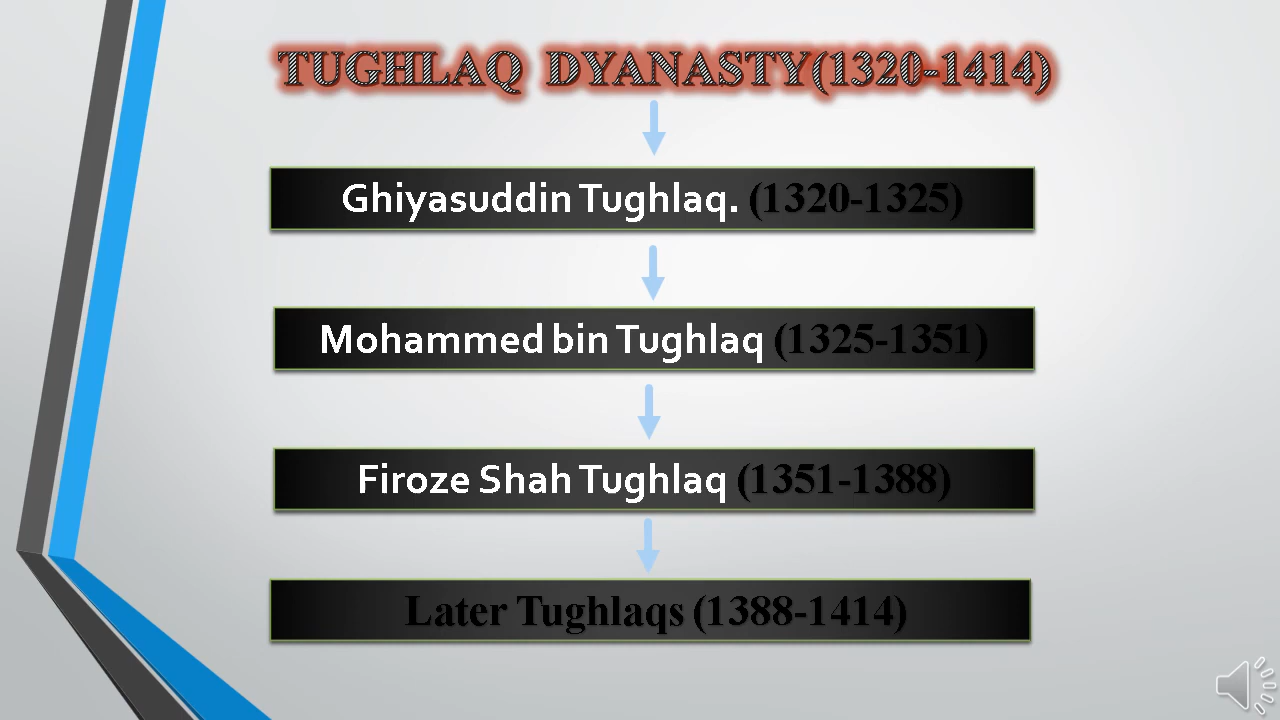 TUGHLAQ DYANASTY(1320-1414)
Ghiyasuddin Tughlaq. (1320-1325)
Mohammed bin Tughlaq (1325-1351)
Firoze Shah Tughlaq (1351-1388)
Later Tughlaqs (1388-1414)